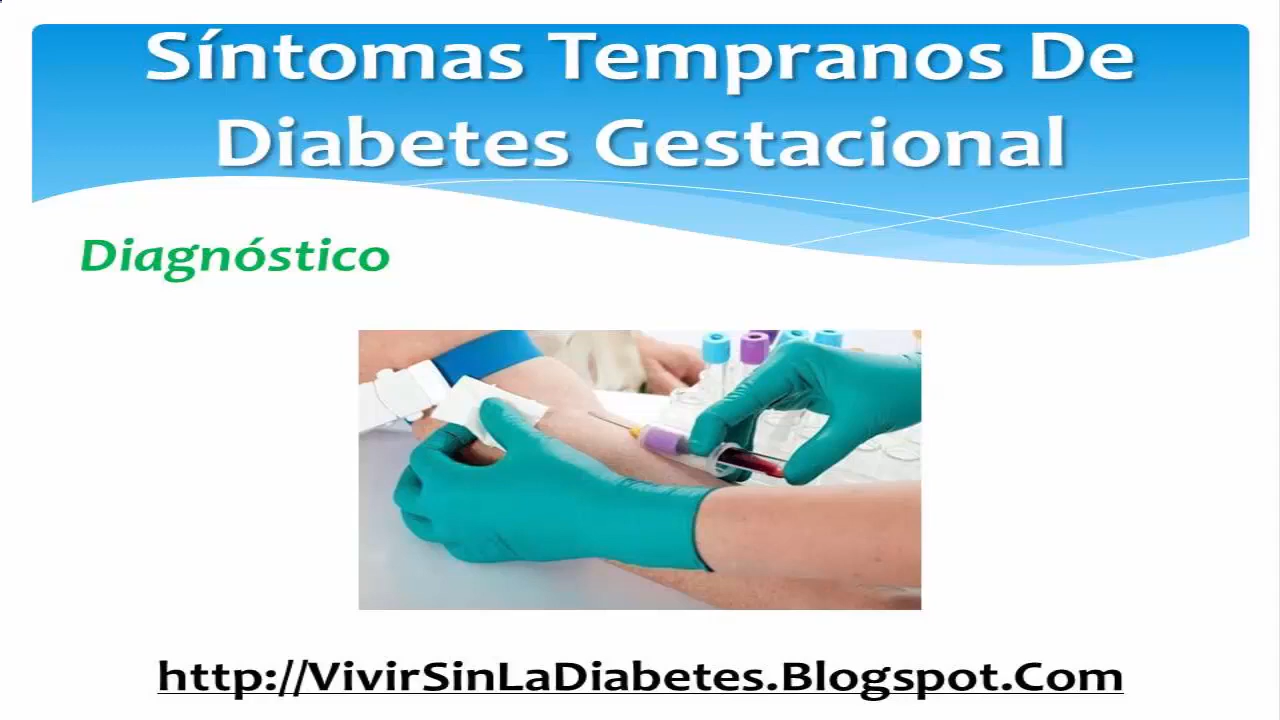 Síntomas Tempranos De
Diabetes Gestacional
Diagnóstico
http://VivirSinLaDiabetes.Blogspot.Com